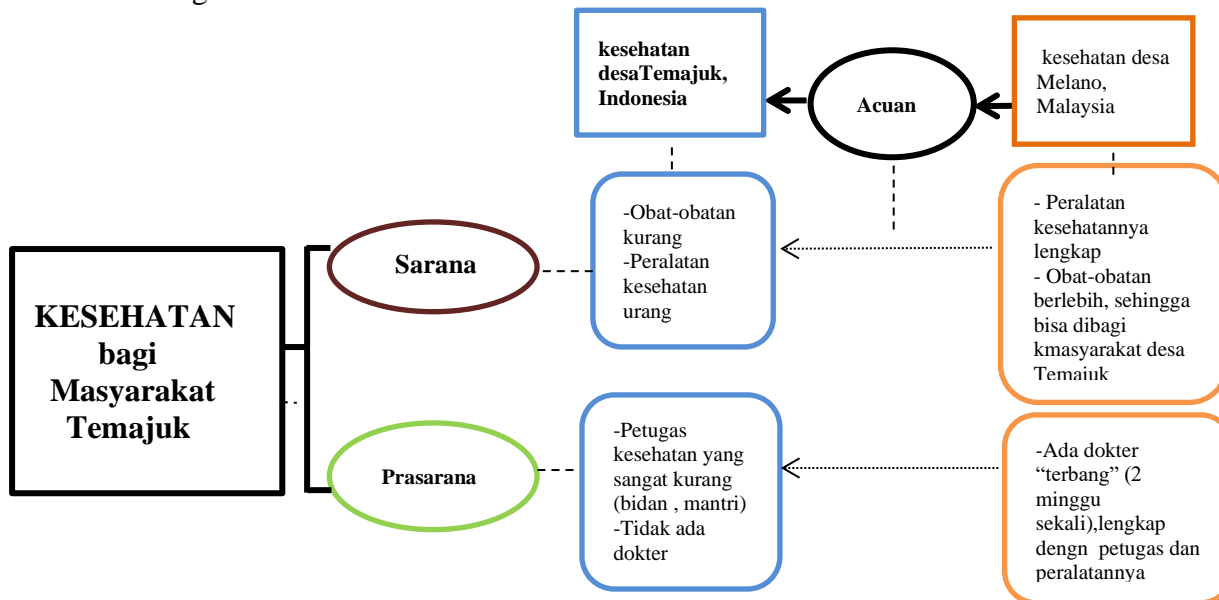 g
kesehatan
desaTemajuk,
Indonesia
Acuan
kesehatan desa
Melano,
Malaysia
KESEHATAN
bagi
Masyarakat
Temajuk
Sarana
-Obat-obatan
kurang
-Peralatan
kesehatan
urang
- Peralatan
kesehatannya
lengkap
- Obat-obatan
berlebih, sehingga
bisa dibagi
kmasyarakat desa
Temajuk
Prasarana
-Petugas
kesehatan yang
sangat kurang
(bidan , mantri)
-Tidak ada
dokter
-Ada dokter
“terbang” (2
minggu
sekali),lengkap
dengn petugas dan
peralatannya